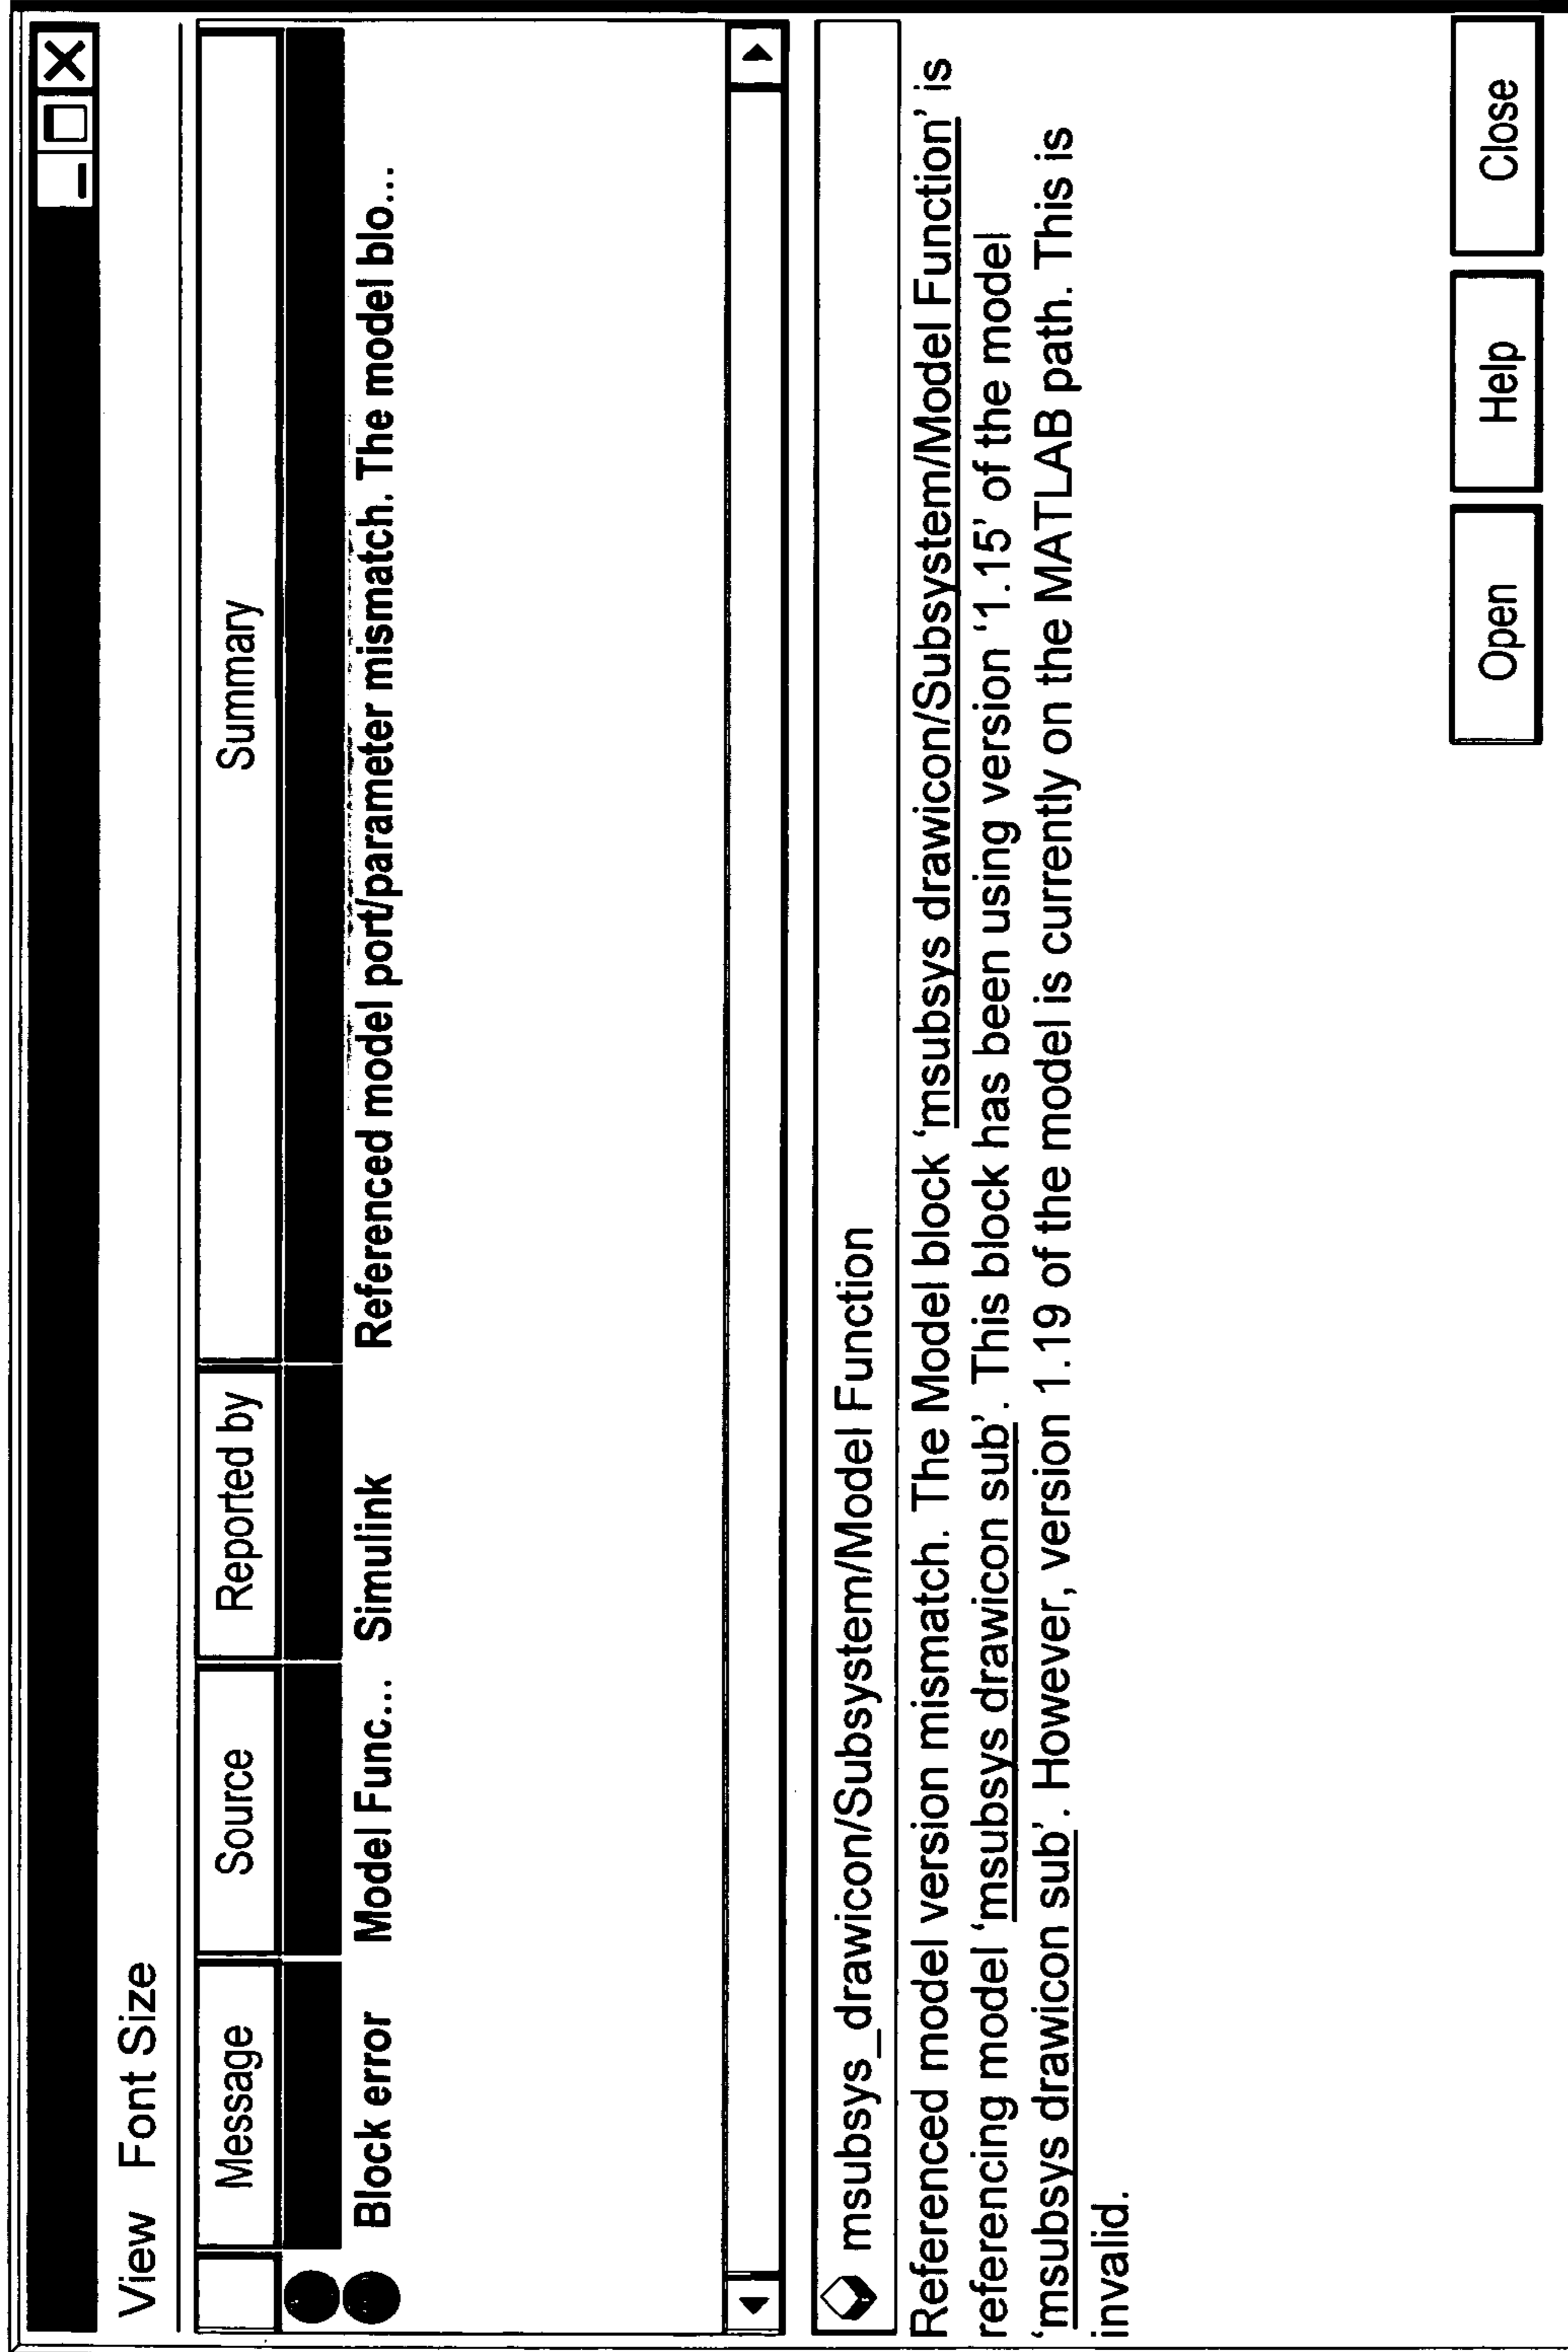 View Font Size
Message Source Reported by Summary
Block error Model Func... Simulink Referenced model port/parameter mismatch. The model blo...
msubsys_drawicon/Subsystem/Model Function
Referenced model version mismatch. The Model block ‘msubsys drawicon/Subsystem/Model Function’ is
referencing model ‘msubsys drawicon sub’. This block has been using version ‘1.15’ of the model
‘msubsys drawicon sub’. However, version 1.19 of the model is currently on the MATLAB path. This is
invalid.
Open Help Close